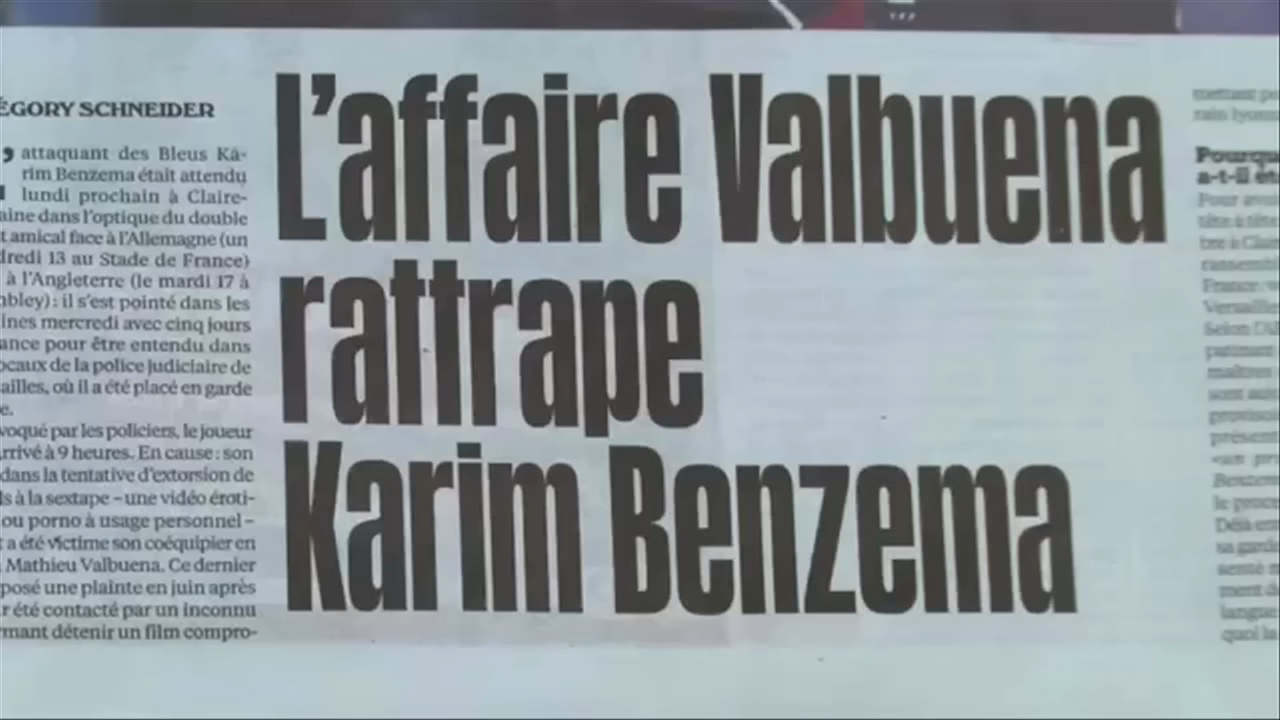 ÉGORY SCHNEIDER
attaquant des Bleus Ka-
rim Benzema était attendu
lundi prochain à Claire-
aine dans l'optique du double
t amical face à l'Allemagne (un
dredi 13 au Stade de France)
à l'Angleterre (le mardi 17 à
bley): il s'est pointé dans les
ines mercredi avec cinq jours
ance pour être entendu dans
ocaux de la police judiciaire de
ailles, où il a été placé en garde
e.
voqué par les policiers, le joueur
rrivé à 9 heures. En cause: son
dans la tentative d'extorsion de
ls à la sextape – une vidéo éroti-
ou porno à usage personnel –
t a été victime son coéquipier en
Mathieu Valbuena. Ce dernier
posé une plainte en juin après
r été contacté par un inconnu
rmant détenir un film compro-
L'affaire Valbuena
rattrape
Karim Benzema
Pourqu
a-t-il ét